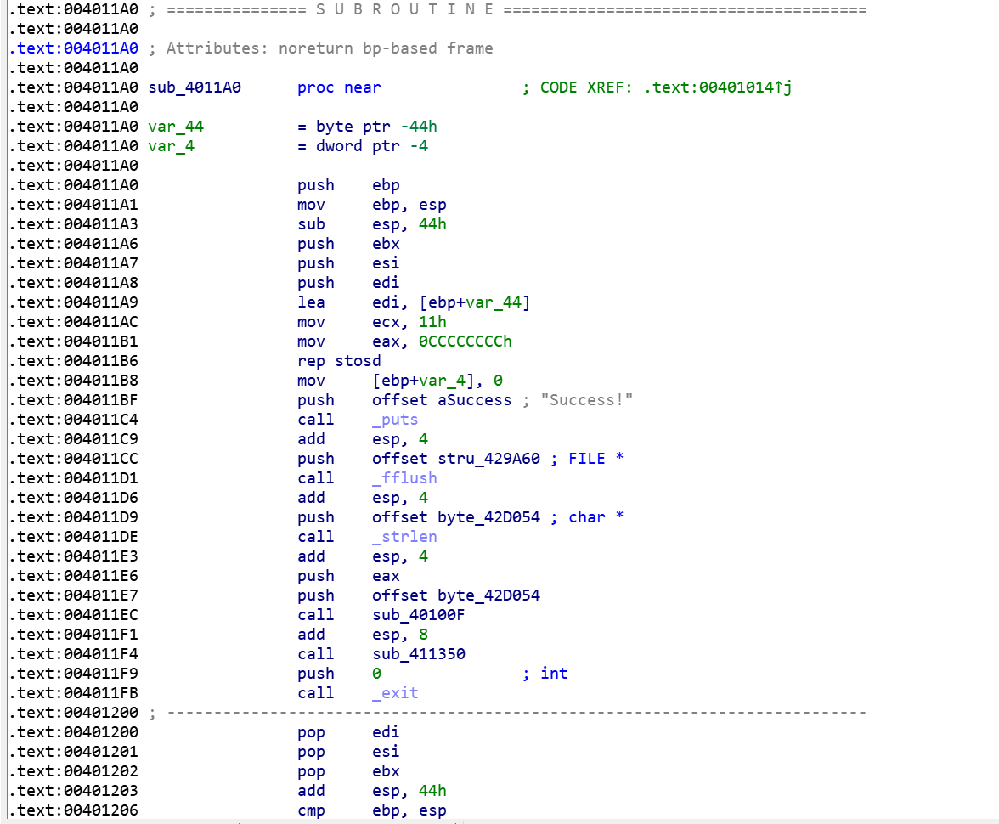 .text:004011A0 ; =============== S U B R O U T I N E =======================================
.text:004011A0
.text:004011A0 ; Attributes: noreturn bp-based frame
.text:004011A0
.text:004011A0 sub_4011A0      proc near               ; CODE XREF: .text:00401014↑j
.text:004011A0
.text:004011A0 var_44          = byte ptr -44h
.text:004011A0 var_4           = dword ptr -4
.text:004011A0
.text:004011A0                 push    ebp
.text:004011A1                 mov     ebp, esp
.text:004011A3                 sub     esp, 44h
.text:004011A6                 push    ebx
.text:004011A7                 push    esi
.text:004011A8                 push    edi
.text:004011A9                 lea     edi, [ebp+var_44]
.text:004011AC                 mov     ecx, 11h
.text:004011B1                 mov     eax, 0CCCCCCCCh
.text:004011B6                 rep stosd
.text:004011B8                 mov     [ebp+var_4], 0
.text:004011BF                 push    offset aSuccess ; "Success!"
.text:004011C4                 call    _puts
.text:004011C9                 add     esp, 4
.text:004011CC                 push    offset stru_429A60 ; FILE *
.text:004011D1                 call    _fflush
.text:004011D6                 add     esp, 4
.text:004011D9                 push    offset byte_42D054 ; char *
.text:004011DE                 call    _strlen
.text:004011E3                 add     esp, 4
.text:004011E6                 push    eax
.text:004011E7                 push    offset byte_42D054
.text:004011EC                 call    sub_40100F
.text:004011F1                 add     esp, 8
.text:004011F4                 call    sub_411350
.text:004011F9                 push    0               ; int
.text:004011FB                 call    _exit
.text:00401200 ; ---------------------------------------------------------------------------
.text:00401200                 pop     edi
.text:00401201                 pop     esi
.text:00401202                 pop     ebx
.text:00401203                 add     esp, 44h
.text:00401206                 cmp     ebp, esp